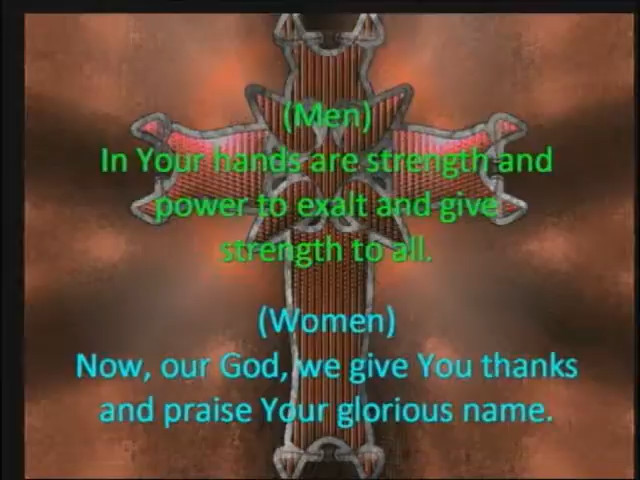 (Men)
In Your hands are strength and
power to exalt and give
strength to all.
(Women)
Now, our God, we give You thanks
and praise Your glorious name.